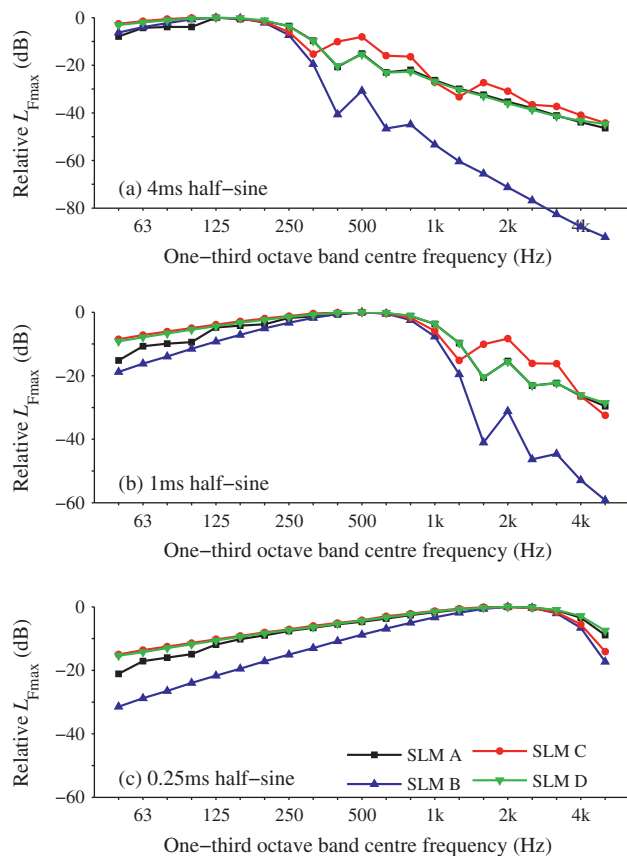 Relative L_Fmax (dB)
0
−20
−40
−60
−80
(a) 4ms half−sine
63 125 250 500 1k 2k 4k
One−third octave band centre frequency (Hz)
Relative L_Fmax (dB)
0
−20
−40
−60
(b) 1ms half−sine
63 125 250 500 1k 2k 4k
One−third octave band centre frequency (Hz)
Relative L_Fmax (dB)
0
−20
−40
−60
SLM A SLM C
SLM B SLM D
(c) 0.25ms half−sine
63 125 250 500 1k 2k 4k
One−third octave band centre frequency (Hz)